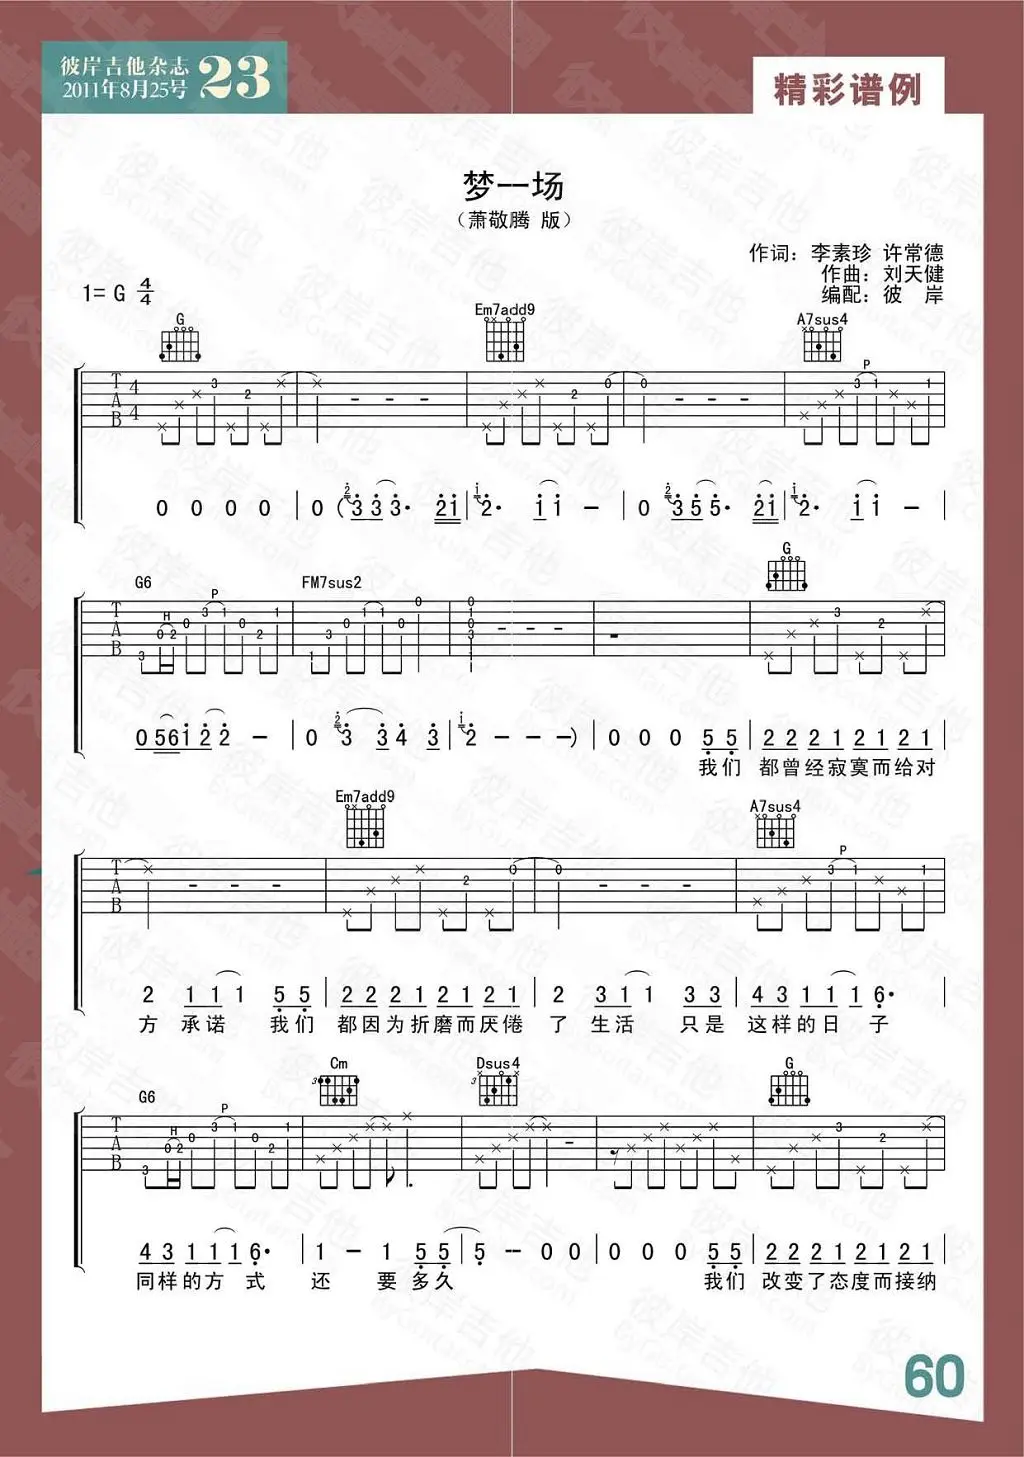 彼岸吉他杂志
2011年8月25号
23
精彩谱例
梦一场
（萧敬腾 版）
作词：李素珍 许常德
作曲：刘天健
编配：彼 岸
1= G 4/4
G Em7add9 A7sus4
T A B 4 4
P
0 0 0 0 | 0 ( 3 3 3· 2 1 | 2· 1 1 - | 0 3 5 5· 2 1 | 2· 1 1 - |
G6 FM7sus2 G
H P
T A B
0 5 6 1 2 2 - | 0 3 3 4 3 | 2 - - - ) | 0 0 0 5 5 | 2 2 2 1 2 1 2 1 |
我们 都曾经寂寞而给对
Em7add9 A7sus4
P
T A B
2 1 1 1 5 5 | 2 2 2 1 2 1 2 1 | 2 3 1 1 3 3 | 4 3 1 1 1 6· |
方 承诺 我们 都因为折磨而厌倦 了 生活 只是 这样的日 子
G6 Cm Dsus4 G
H P 3 3
T A B
4 3 1 1 1 6· | 1 - 1 5 5 | 5 -- 0 0 | 0 0 0 5 5 | 2 2 2 1 2 1 2 1 |
同样的方 式 还 要 多久 我们 改变了态度而接纳
60